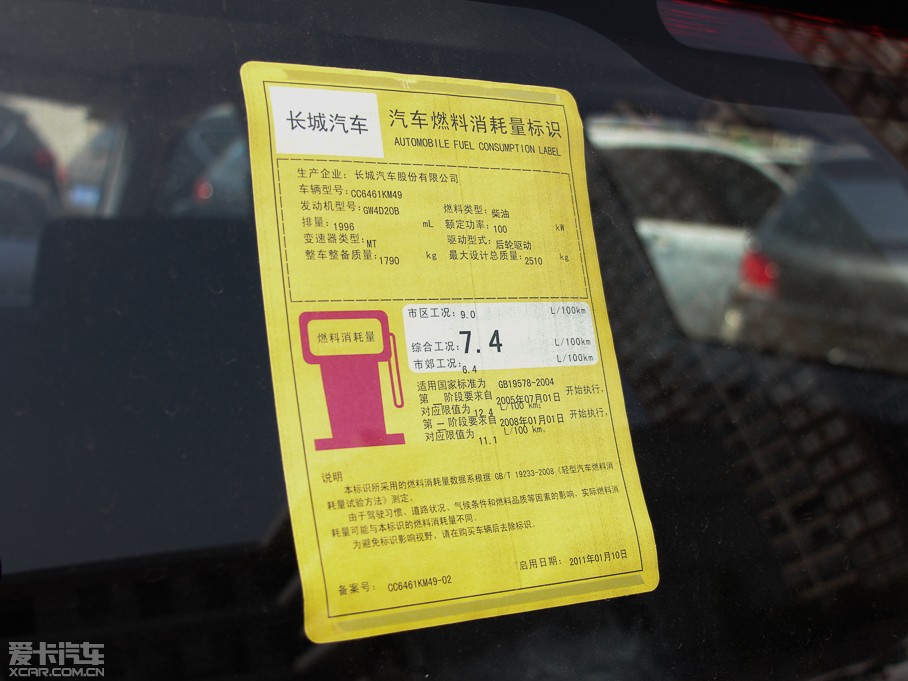 长城汽车
汽车燃料消耗量标识
AUTOMOBILE FUEL CONSUMPTION LABEL
生产企业: 长城汽车股份有限公司
车辆型号: CC6461KM49
发动机型号: GW4D20B 燃料类型: 柴油
排量: 1996 mL 额定功率: 100 kW
变速器类型: MT 驱动型式: 后轮驱动
整车整备质量: 1790 kg 最大设计总质量: 2510 kg
燃料消耗量
市区工况: 9.0 L/100km
综合工况: 7.4 L/100km
市郊工况: 6.4 L/100km
适用国家标准为 GB19578-2004
第一阶段要求自 2005年07月01日 开始执行,
对应限值为 12.4 L/100 km;
第二阶段要求自 2008年01月01日 开始执行,
对应限值为 11.1 L/100 km.
说明
本标识所采用的燃料消耗量数据系根据 GB/T 19233-2008《轻型汽车燃料消
耗量试验方法》测定.
由于驾驶习惯、道路状况、气候条件和燃料品质等因素的影响, 实际燃料消
耗量可能与本标识的燃料消耗量不同.
为避免标识影响视野, 请在购买车辆后去除标识.
备案号: CC6461KM49-02 启用日期: 2011年01月10日
爱卡汽车
XCAR.COM.CN